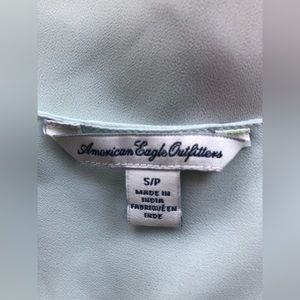 American Eagle Outfitters
S/P
MADE IN
INDIA
FABRIQUÉ EN
INDE